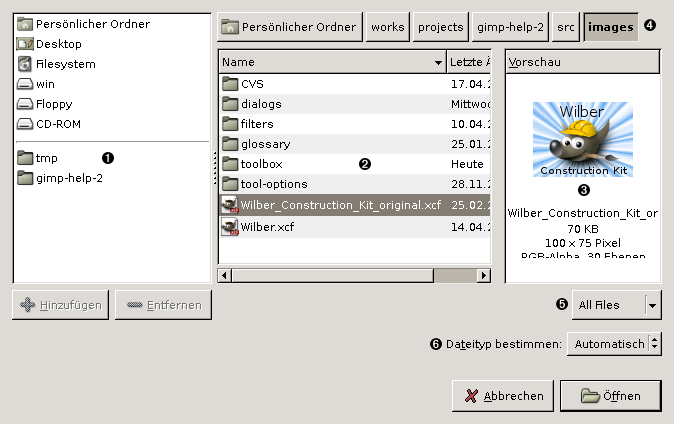 Persönlicher Ordner
Desktop
Filesystem
win
Floppy
CD-ROM
tmp ❶
gimp-help-2
Hinzufügen
Entfernen
Persönlicher Ordner works projects gimp-help-2 src images ❹
Name Letzte Ä
CVS 17.04.2
dialogs Mittwoc
filters 10.04.2
glossary 25.01.2
toolbox ❷ Heute
tool-options 28.11.2
Wilber_Construction_Kit_original.xcf 25.02.2
Wilber.xcf 14.04.2
Vorschau
Wilber
Construction Kit
❸
Wilber_Construction_Kit_or
70 KB
100 x 75 Pixel
RGB-Alpha, 30 Ebenen
❺ All Files
❻ Dateityp bestimmen: Automatisch
Abbrechen
Öffnen